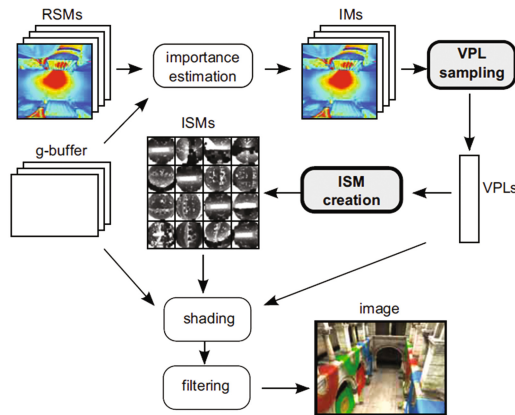 RSMs
importance
estimation
IMs
VPL
sampling
g-buffer
ISMs
ISM
creation
VPLs
shading
image
filtering